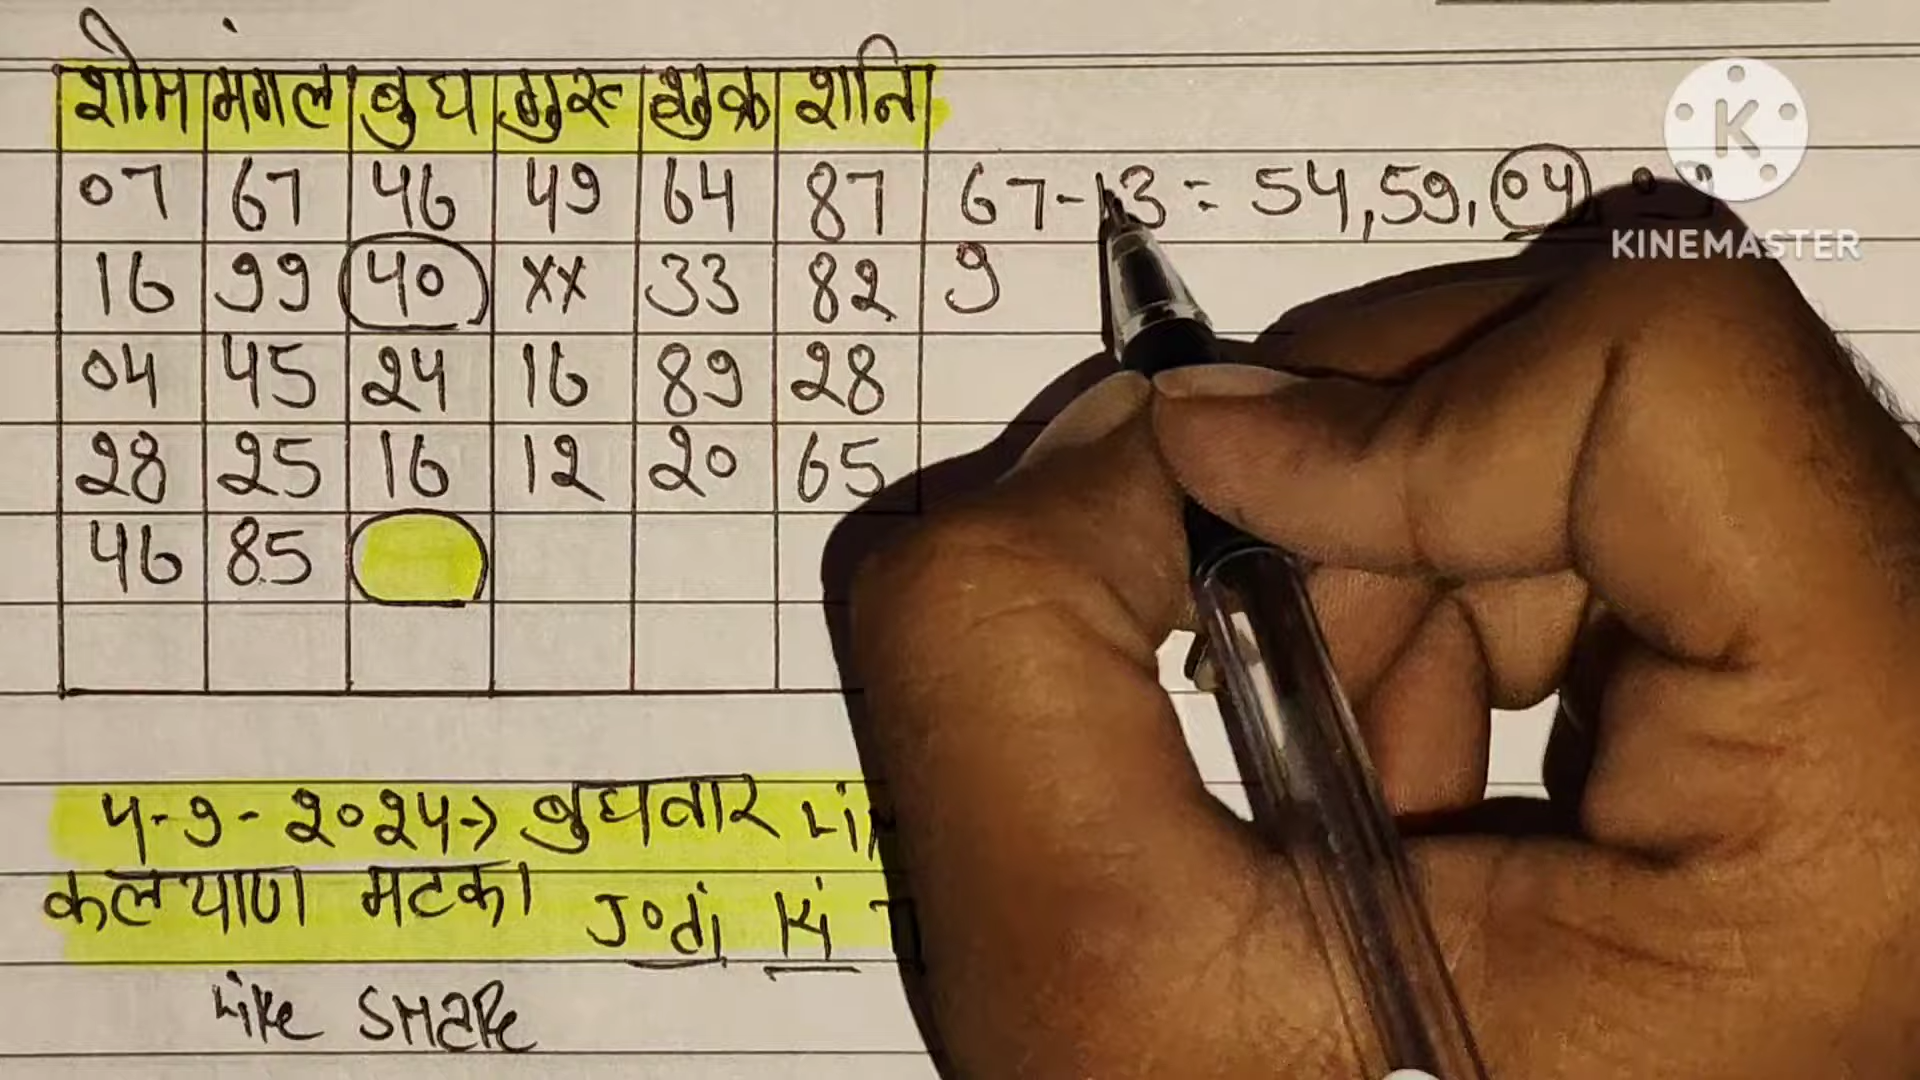 शोम मंगल बुध गुरु शुक्र शनि
07 67 46 49 64 87 67-13 = 54,59,04
16 99 40 xx 33 82 9
04 45 24 16 89 28
28 25 16 12 20 65
46 85
4-9-2024→ बुधवार
कल्याण मटका Jodi Ki
Like SHaRe
K
KINEMASTER